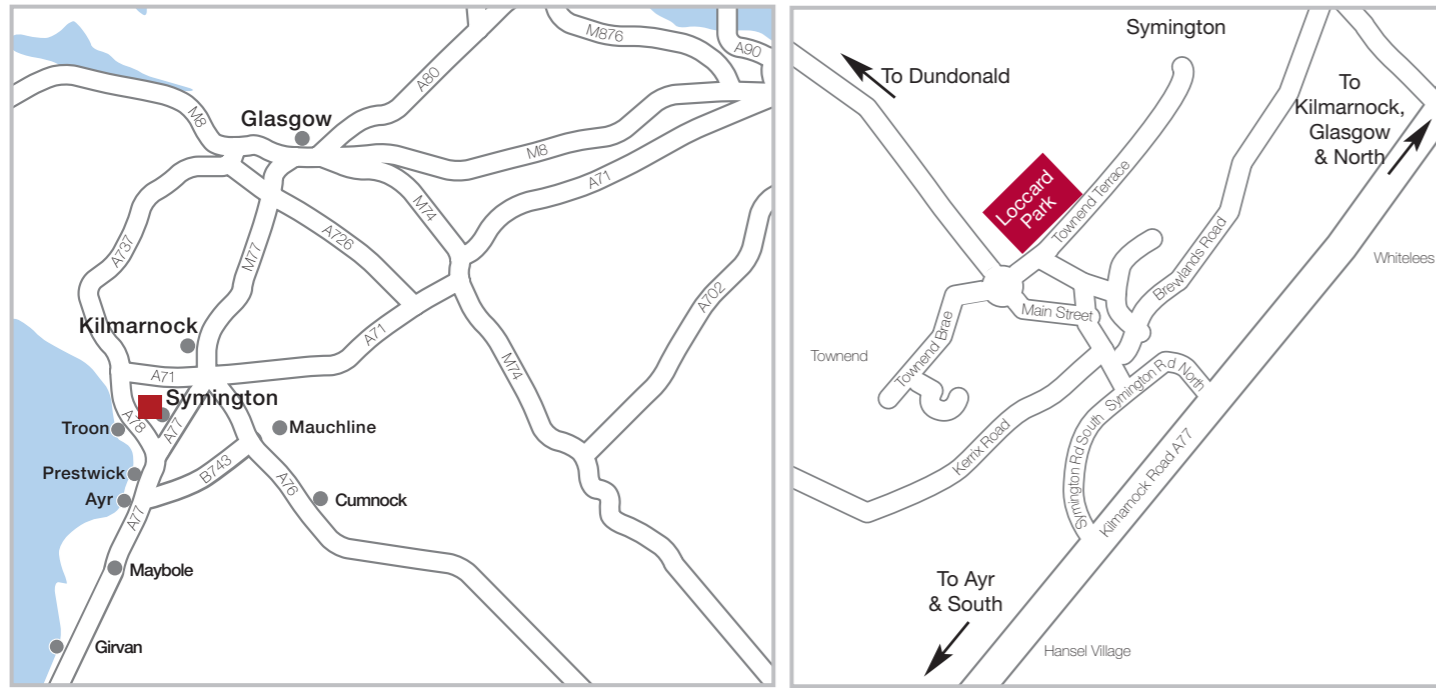 M876
A90
A80
M8
Glasgow
M8
A71
M74
A737
A726
M77
A702
Kilmarnock
A71
M74
A71
Symington
A78
A77
Troon
Mauchline
Prestwick
B743
Ayr
A76
Cumnock
A77
Maybole
Girvan
Symington
To Dundonald
To
Kilmarnock,
Glasgow
& North
Loccard
Park
Townend Terrace
Whitelees
Brewlands Road
Main Street
Townend
Townend Brae
Symington R.d North
Kerrix Road
Symington Rd South
Kilmarnock Road A77
To Ayr
& South
Hansel Village